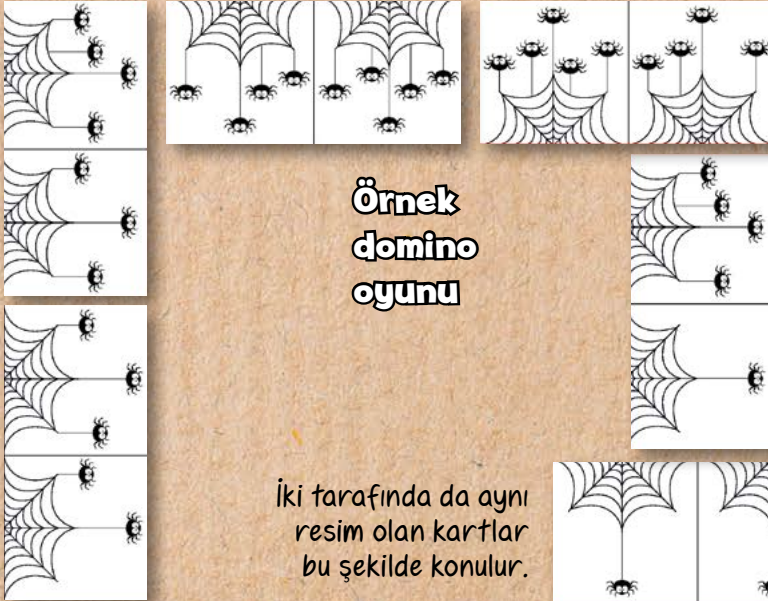 Örnek
domino
oyunu
İki tarafında da aynı
resim olan kartlar
bu şekilde konulur.